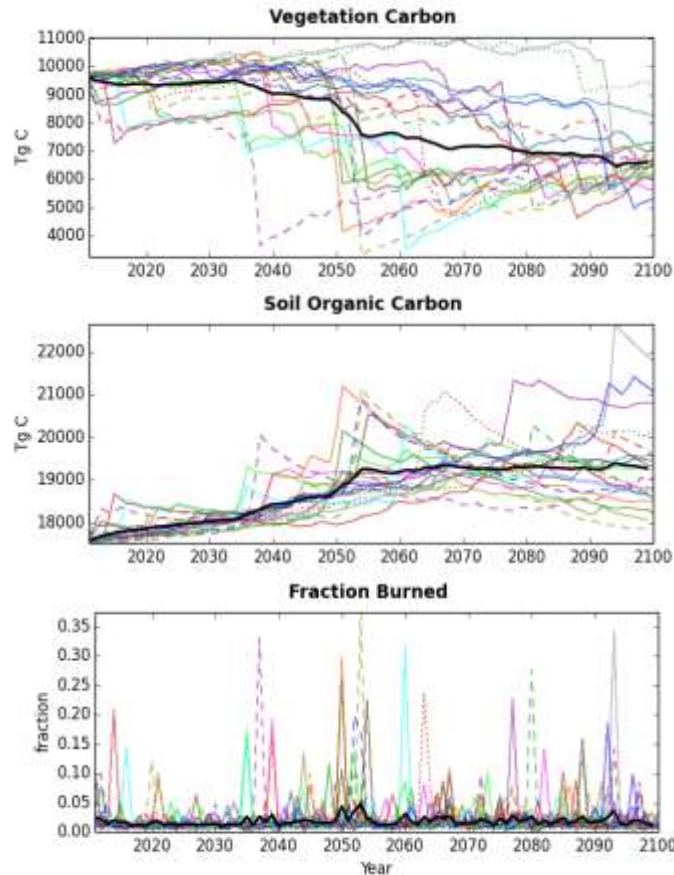 Vegetation Carbon
11000
10000
9000
8000
7000
6000
5000
4000
Tg C
2020 2030 2040 2050 2060 2070 2080 2090 2100
Soil Organic Carbon
22000
21000
20000
19000
18000
Tg C
2020 2030 2040 2050 2060 2070 2080 2090 2100
Fraction Burned
0.35
0.30
0.25
0.20
0.15
0.10
0.05
0.00
fraction
2020 2030 2040 2050 2060 2070 2080 2090 2100
Year